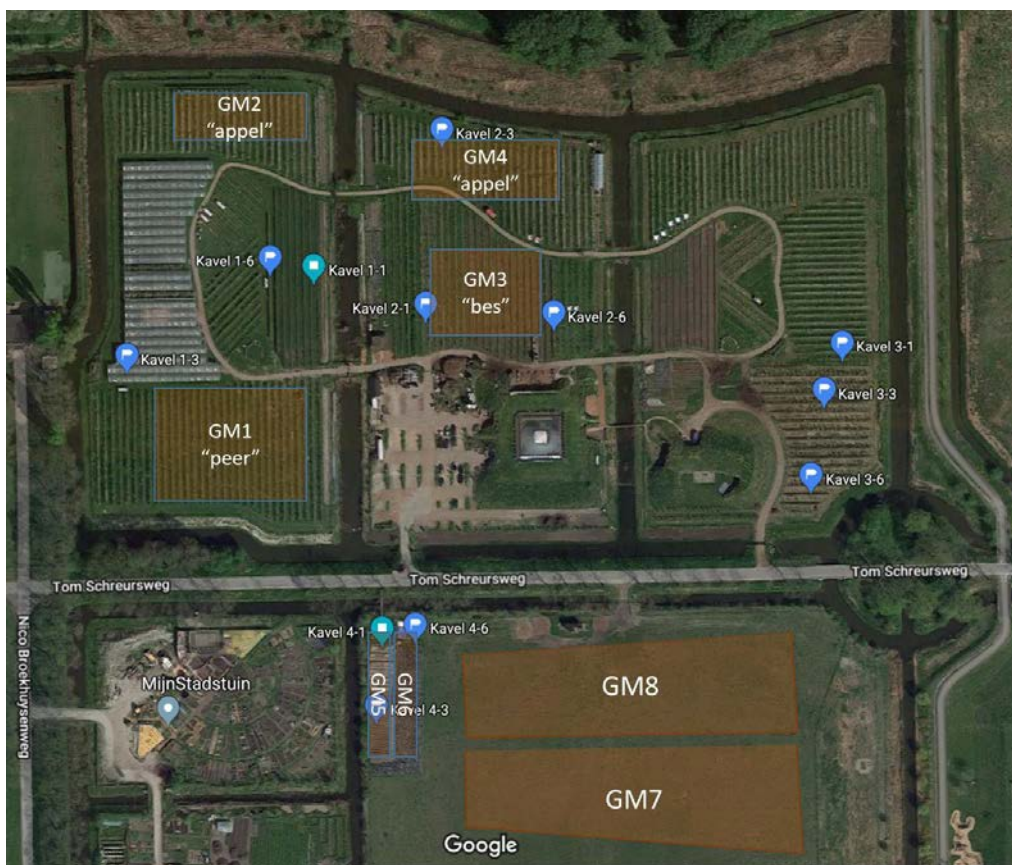 GM2
“appel”
Kavel 2-3
GM4
“appel”
Kavel 1-6
Kavel 1-1
GM3
“bes”
Kavel 2-1
Kavel 2-6
Kavel 1-3
Kavel 3-1
Kavel 3-3
GM1
“peer”
Kavel 3-6
Tom Schreursweg
Tom Schreursweg
Tom Schreursweg
Nico Broekhuysenweg
Kavel 4-1
Kavel 4-6
MijnStadstuin
GM5
GM6
Kavel 4-3
GM8
GM7
Google